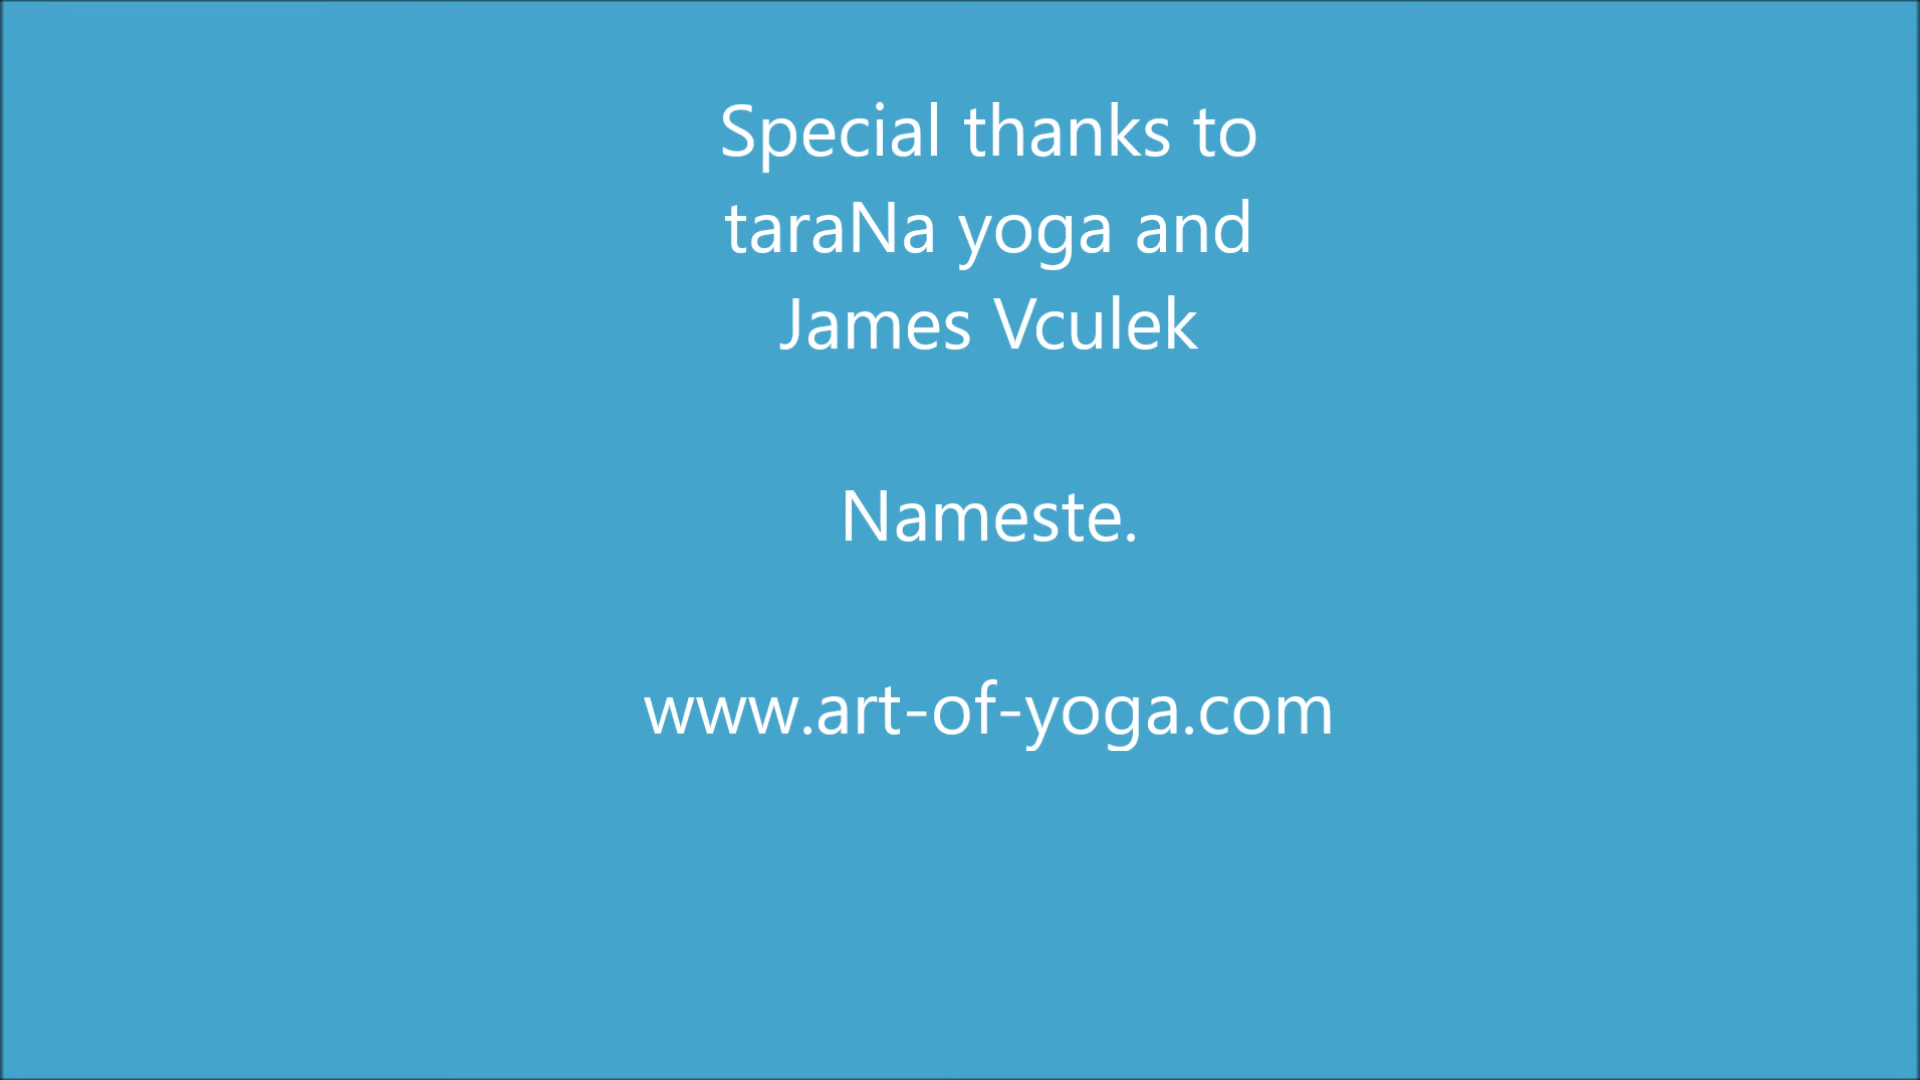 Special thanks to
taraNa yoga and
James Vculek
Nameste.
www.art-of-yoga.com